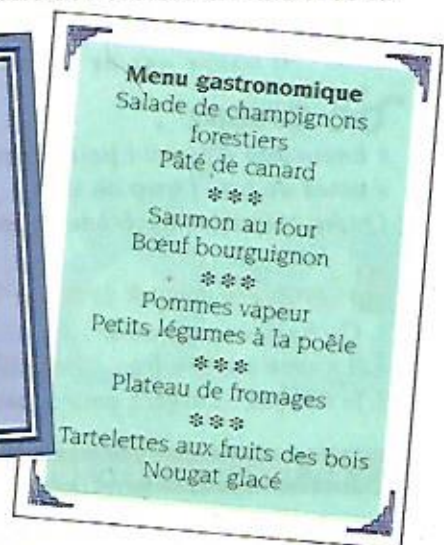 Menu gastronomique
Salade de champignons
forestiers
Pâté de canard
***
Saumon au four
Bœuf bourguignon
***
Pommes vapeur
Petits légumes à la poêle
***
Plateau de fromages
***
Tartelettes aux fruits des bois
Nougat glacé